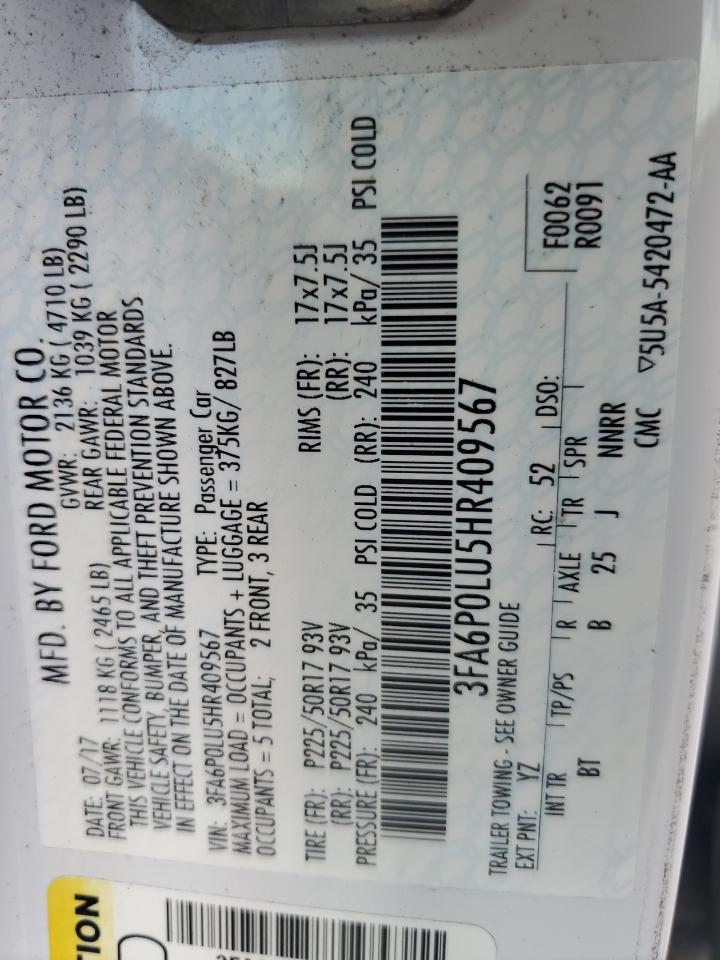 MFD. BY FORD MOTOR CO.
DATE: 07/17 GVWR: 2136 KG ( 4710 LB)
FRONT GAWR: 1118 KG ( 2465 LB) REAR GAWR: 1039 KG ( 2290 LB)
THIS VEHICLE CONFORMS TO ALL APPLICABLE FEDERAL MOTOR
VEHICLE SAFETY, BUMPER, AND THEFT PREVENTION STANDARDS
IN EFFECT ON THE DATE OF MANUFACTURE SHOWN ABOVE.
VIN: 3FA6P0LU5HR409567 TYPE: Passenger Car
MAXIMUM LOAD = OCCUPANTS + LUGGAGE = 375KG/ 827LB
OCCUPANTS = 5 TOTAL; 2 FRONT, 3 REAR
TIRE (FR): P225/50R17 93V RIMS (FR): 17x7.5J
(RR): P225/50R17 93V (RR): 17x7.5J
PRESSURE (FR): 240 kPa/ 35 PSI COLD (RR): 240 kPa/ 35 PSI COLD
3FA6P0LU5HR409567
TRAILER TOWING - SEE OWNER GUIDE F0062
EXT PNT: YZ RC: 52 DSO: R0091
INT TR TP/PS R AXLE TR SPR
BT B 25 J NNRR
CMC ▽5U5A-5420472-AA
TION